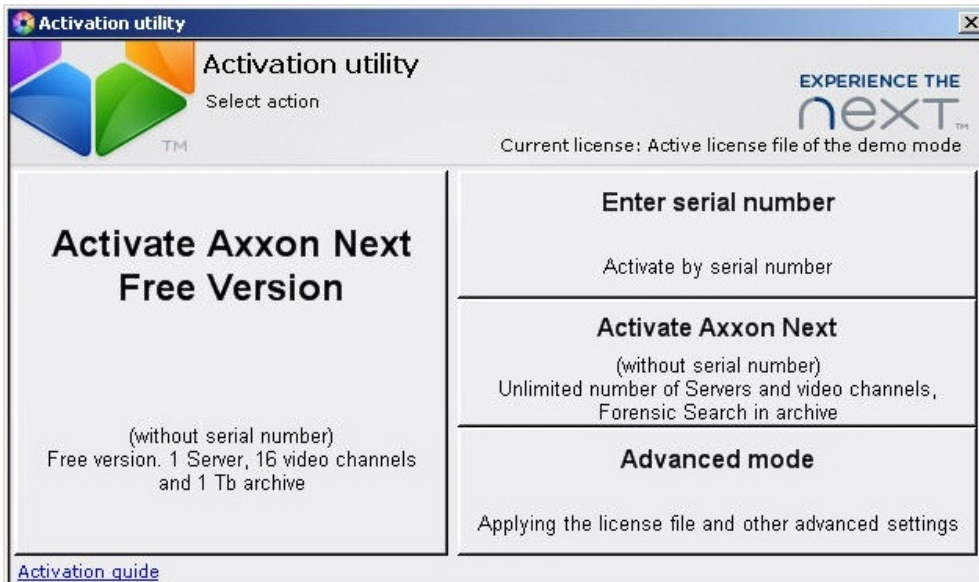 Activation utility
Activation utility
Select action
TM
EXPERIENCE THE
next TM
Current license: Active license file of the demo mode
Activate Axxon Next
Free Version
(without serial number)
Free version. 1 Server, 16 video channels
and 1 Tb archive
Enter serial number
Activate by serial number
Activate Axxon Next
(without serial number)
Unlimited number of Servers and video channels,
Forensic Search in archive
Advanced mode
Applying the license file and other advanced settings
Activation guide